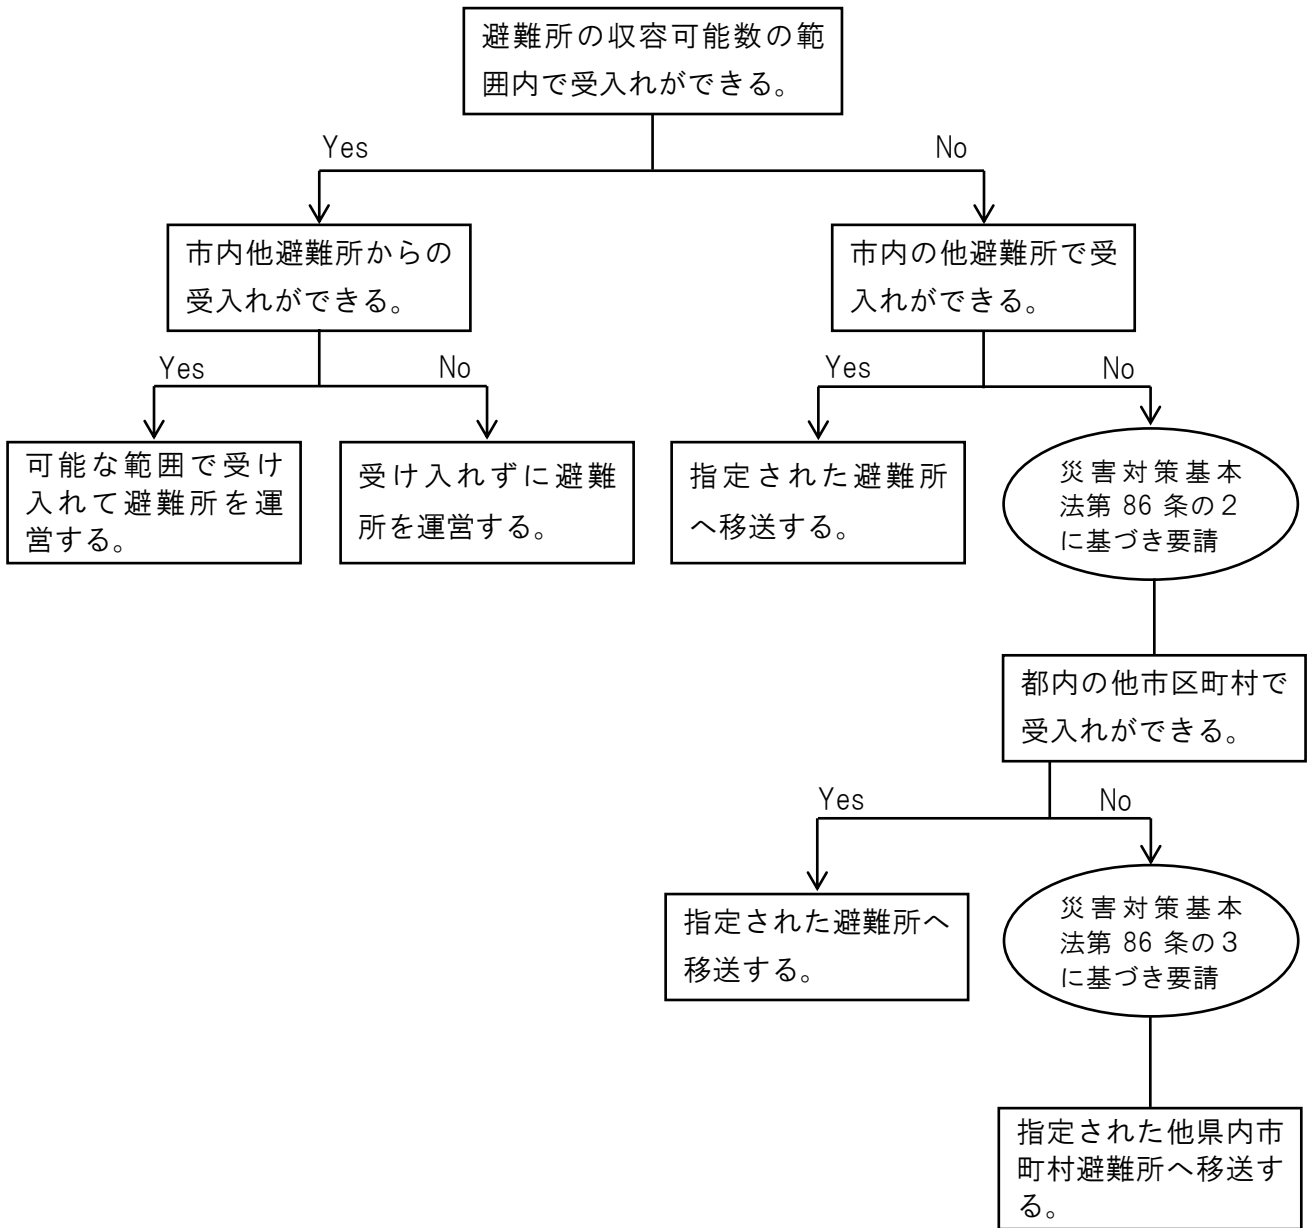 避難所の収容可能数の範
囲内で受入れができる。
Yes
No
市内他避難所からの
受入れができる。
市内の他避難所で受
入れができる。
Yes
No
Yes
No
可能な範囲で受け
入れて避難所を運
営する。
受け入れずに避難
所を運営する。
指定された避難所
へ移送する。
災害対策基本
法第 86 条の２
に基づき要請
都内の他市区町村で
受入れができる。
Yes
No
指定された避難所へ
移送する。
災害対策基本
法第 86 条の３
に基づき要請
指定された他県内市
町村避難所へ移送す
る。